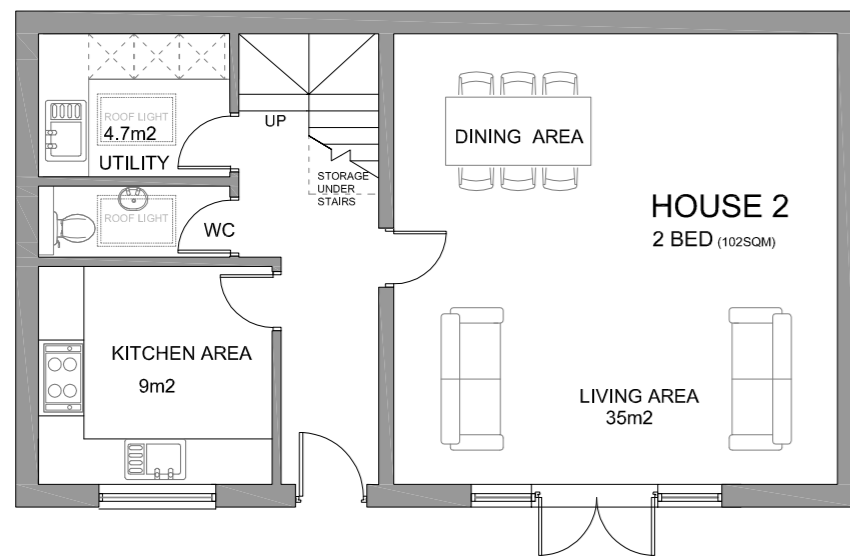 ROOF LIGHT
4.7m2
UTILITY
UP
STORAGE
UNDER
STAIRS
DINING AREA
HOUSE 2
2 BED (102SQM)
ROOF LIGHT
WC
KITCHEN AREA
9m2
LIVING AREA
35m2